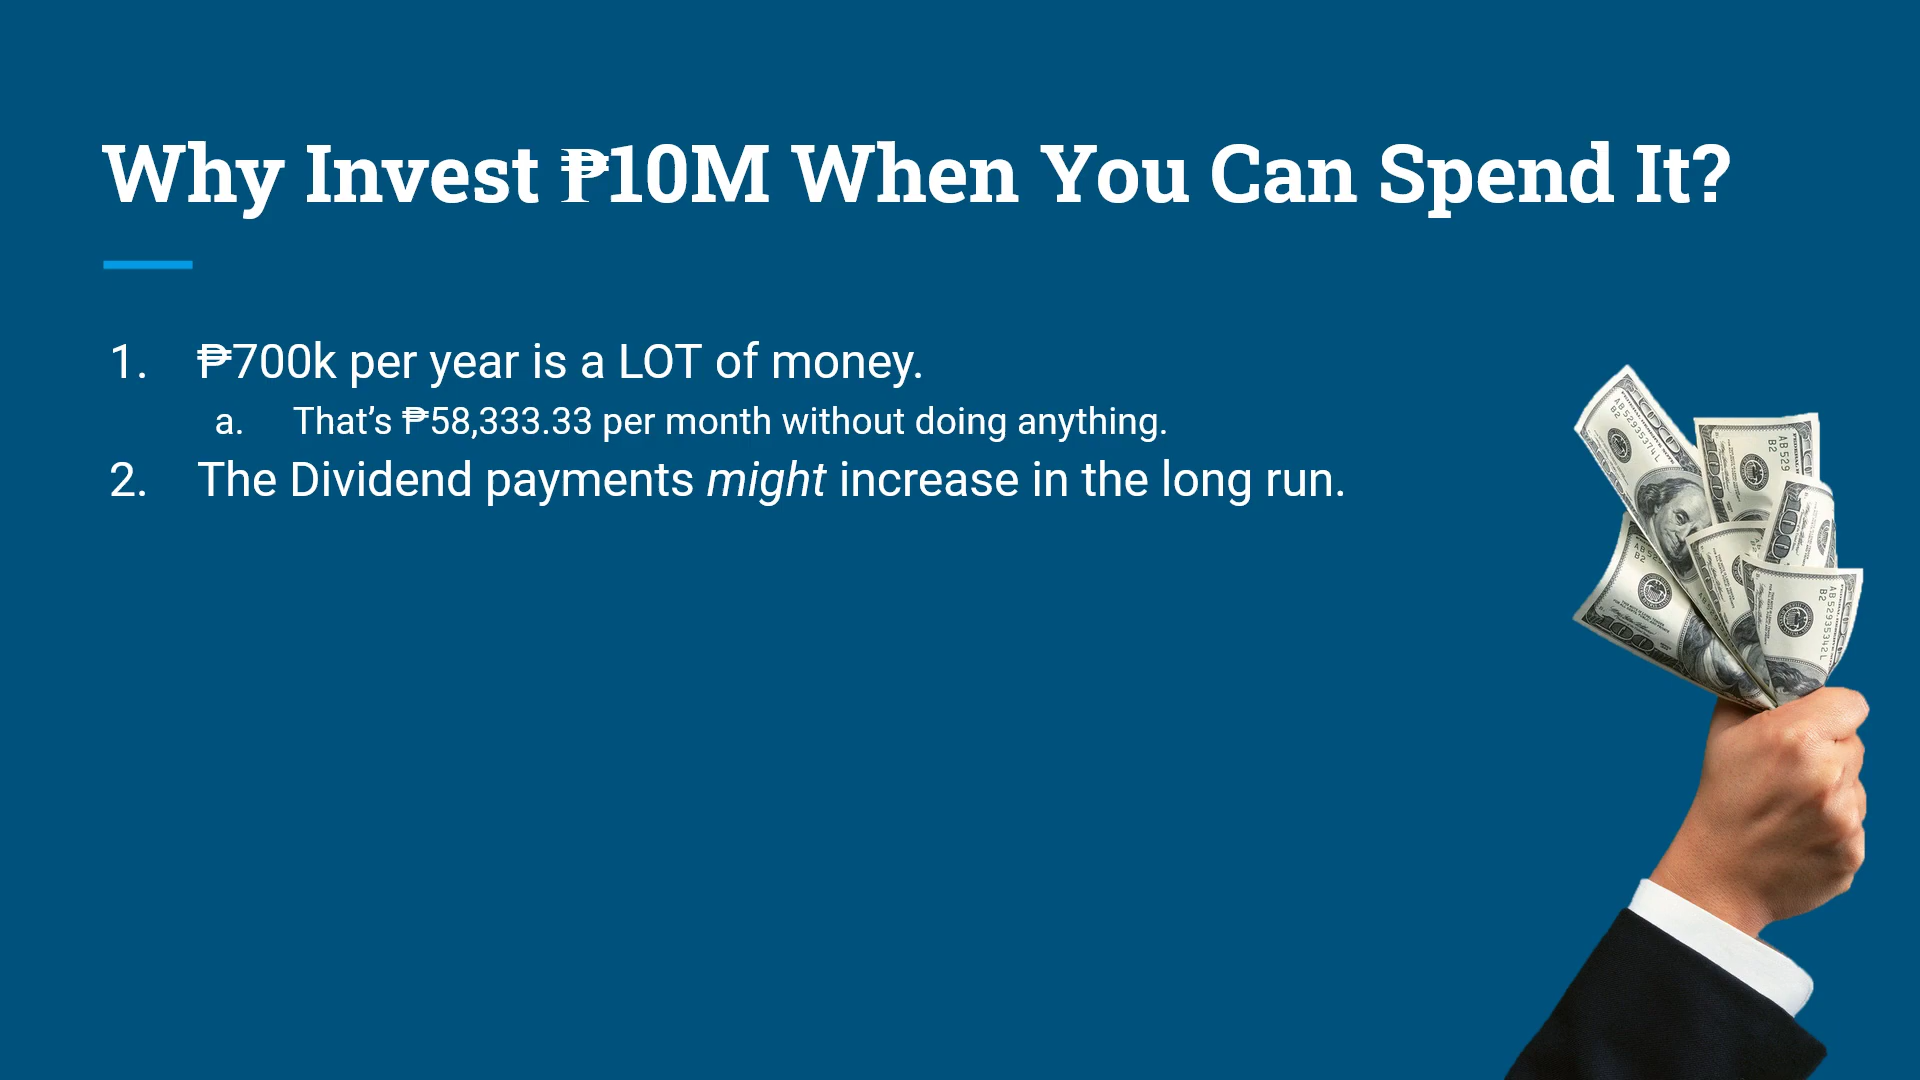 Why Invest ₱10M When You Can Spend It?
1. ₱700k per year is a LOT of money.
a. That’s ₱58,333.33 per month without doing anything.
2. The Dividend payments might increase in the long run.